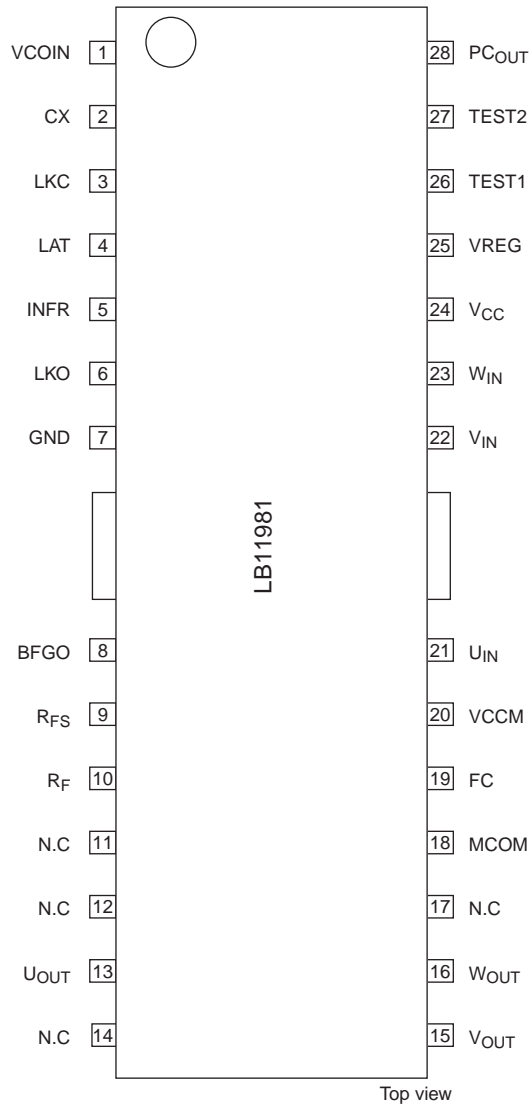 VCOIN 1 28 PCOUT
CX 2 27 TEST2
LKC 3 26 TEST1
LAT 4 25 VREG
INFR 5 24 VCC
LKO 6 23 WIN
GND 7 22 VIN
LB11981
BFGO 8 21 UIN
RFS 9 20 VCCM
RF 10 19 FC
N.C 11 18 MCOM
N.C 12 17 N.C
UOUT 13 16 WOUT
N.C 14 15 VOUT
Top view